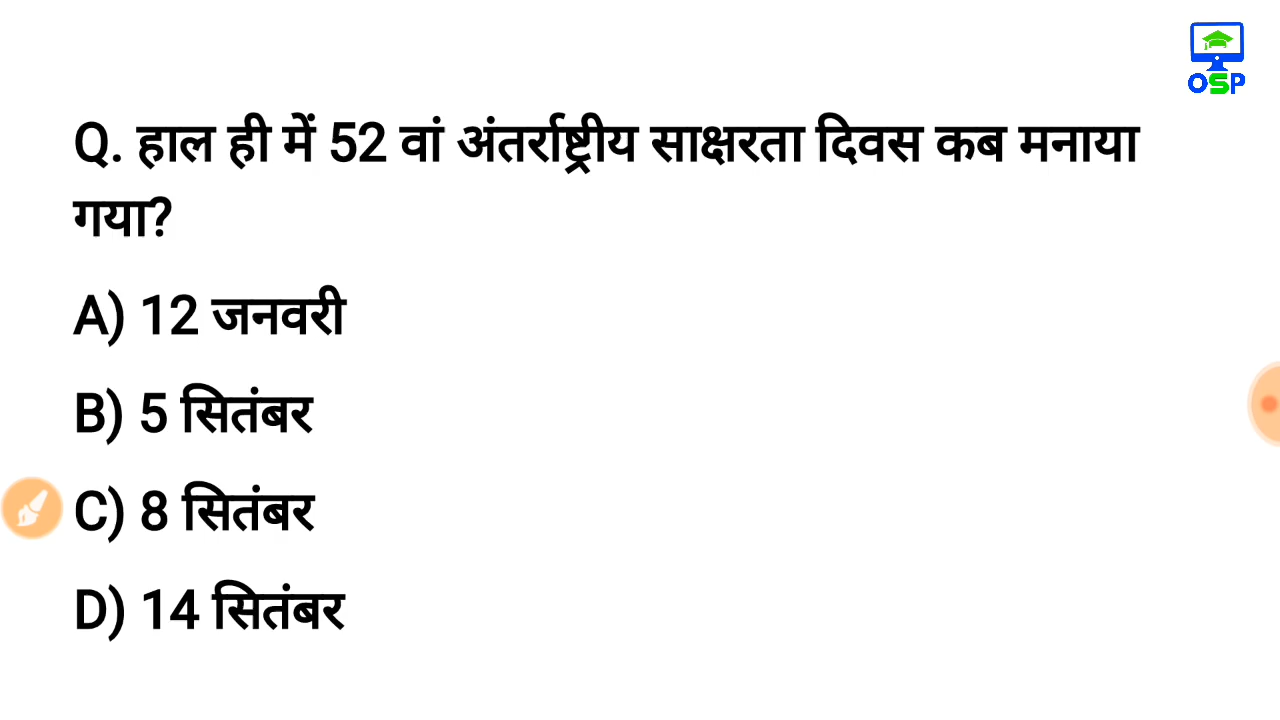 OSP
Q. हाल ही में 52 वां अंतर्राष्ट्रीय साक्षरता दिवस कब मनाया
गया?
A) 12 जनवरी
B) 5 सितंबर
C) 8 सितंबर
D) 14 सितंबर